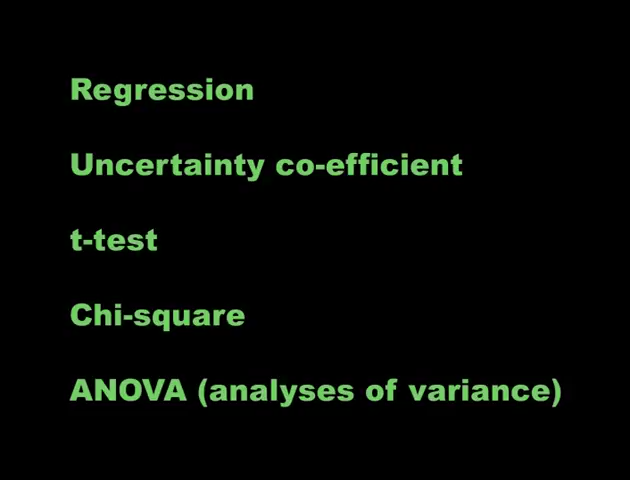 Regression
Uncertainty co-efficient
t-test
Chi-square
ANOVA (analyses of variance)